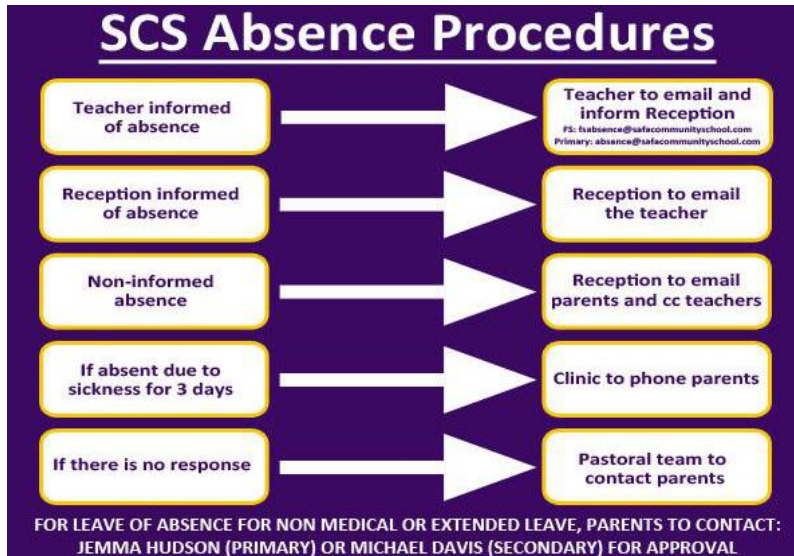 SCS Absence Procedures
Teacher informed
of absence
Teacher to email and
inform Reception
FS: fsabsence@safacommunityschool.com
Primary: absence@safacommunityschool.com
Reception informed
of absence
Reception to email
the teacher
Non-informed
absence
Reception to email
parents and cc teachers
If absent due to
sickness for 3 days
Clinic to phone parents
If there is no response
Pastoral team to
contact parents
FOR LEAVE OF ABSENCE FOR NON MEDICAL OR EXTENDED LEAVE, PARENTS TO CONTACT:
JEMMA HUDSON (PRIMARY) OR MICHAEL DAVIS (SECONDARY) FOR APPROVAL